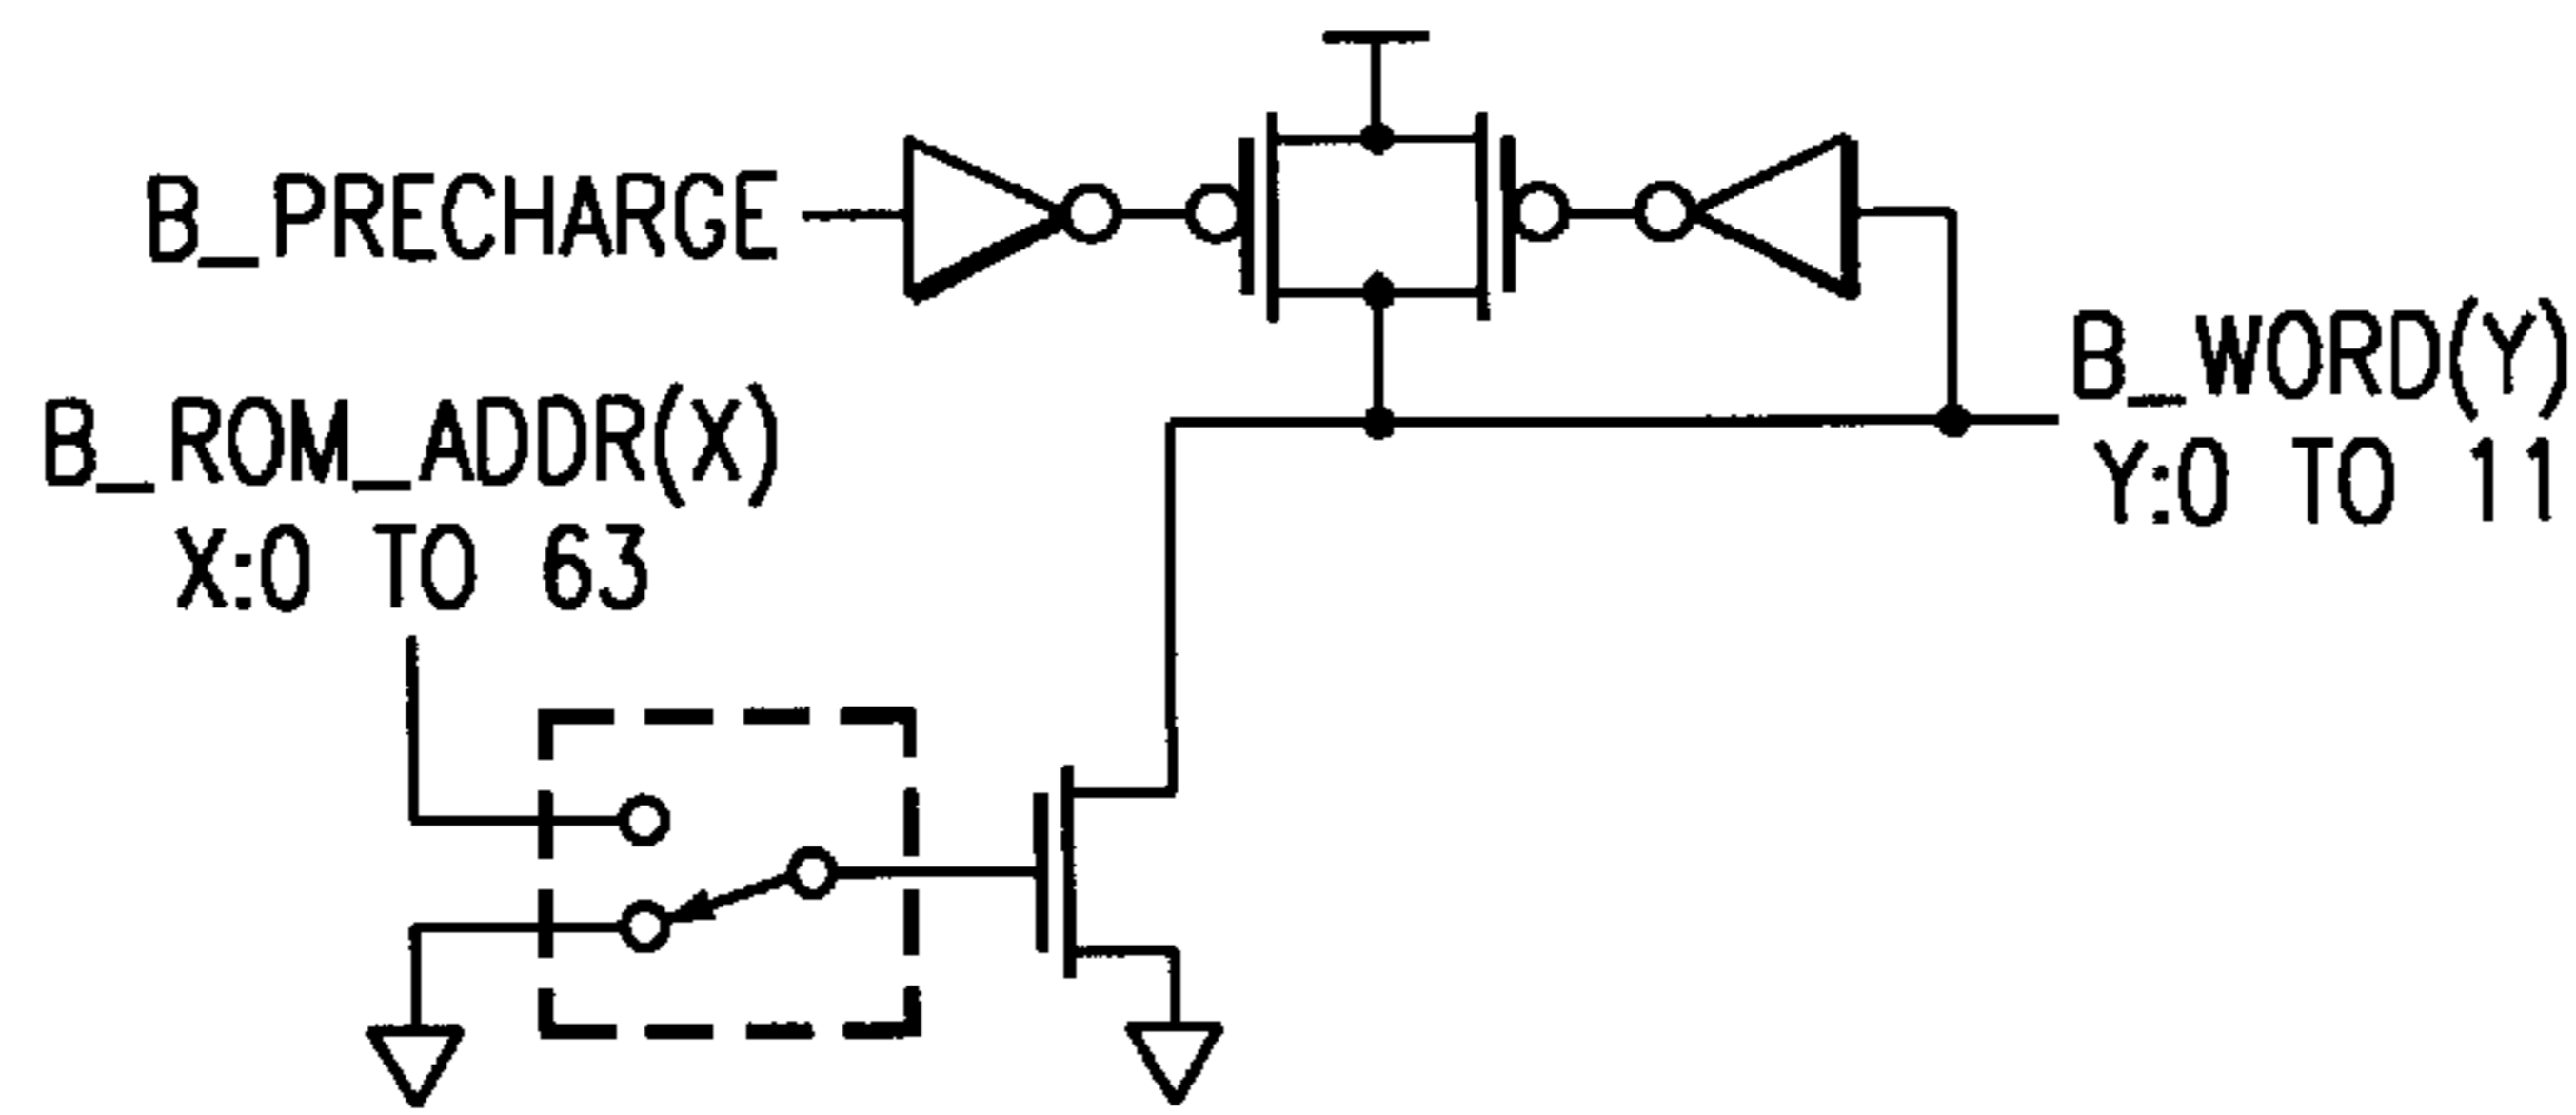 B_PRECHARGE
B_ROM_ADDR(X)
X:0 TO 63
B_WORD(Y)
Y:0 TO 11